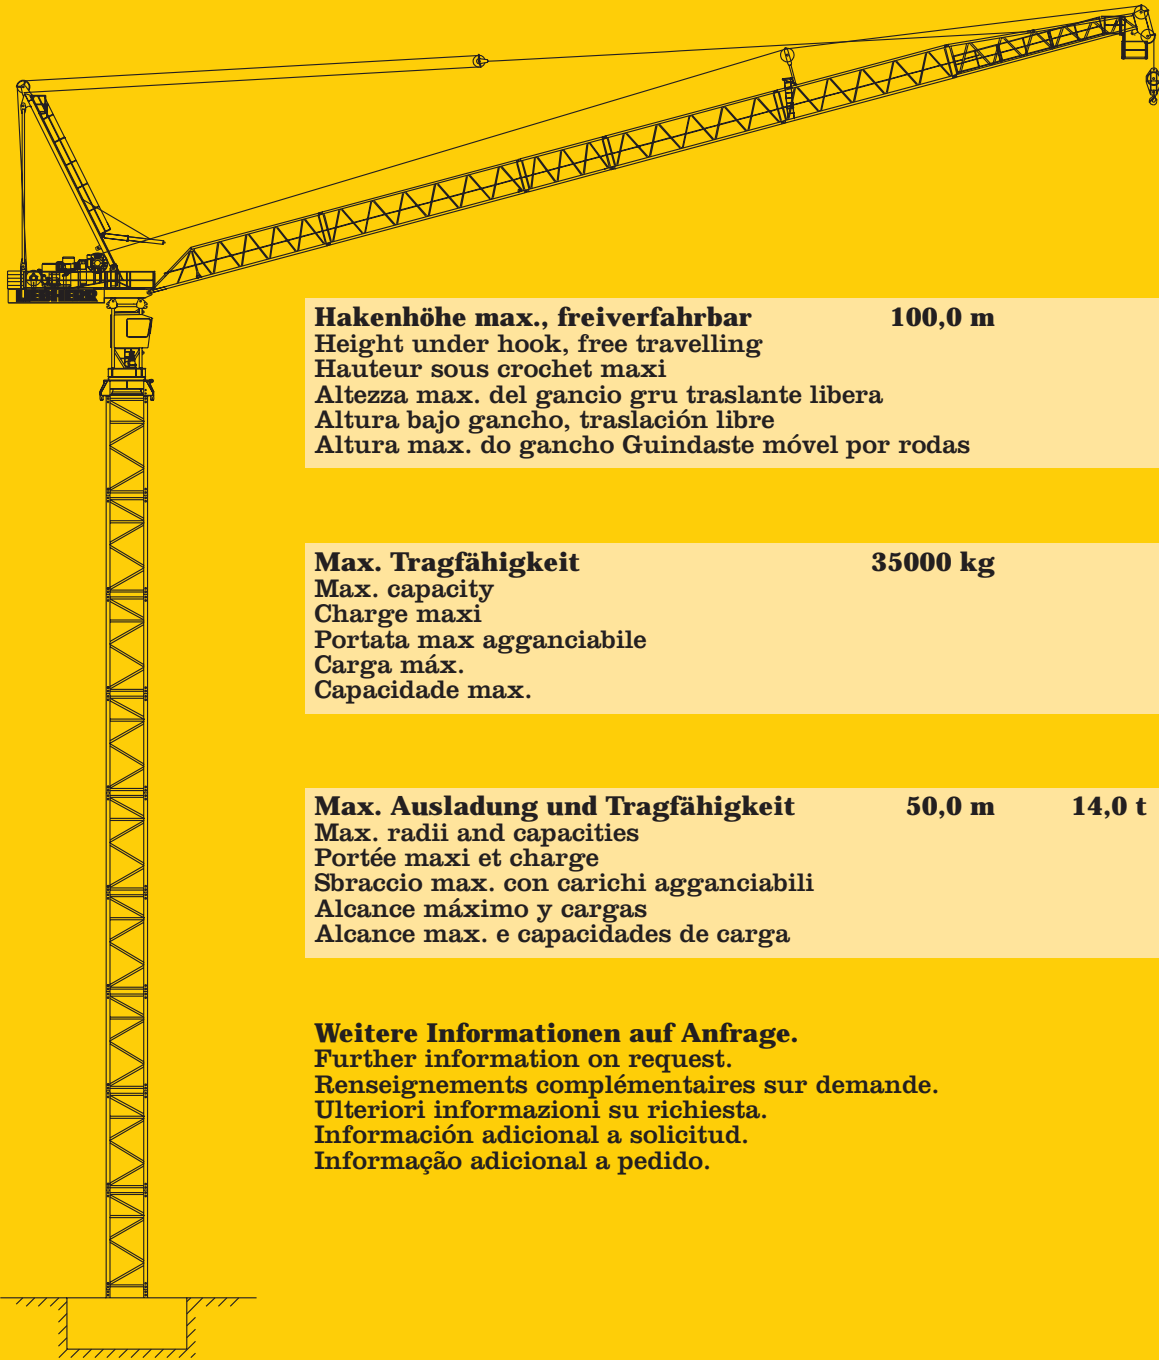 LIEBHERR
Hakenhöhe max., freiverfahrbar 100,0 m
Height under hook, free travelling
Hauteur sous crochet maxi
Altezza max. del gancio gru traslante libera
Altura bajo gancho, traslación libre
Altura max. do gancho Guindaste móvel por rodas
Max. Tragfähigkeit 35000 kg
Max. capacity
Charge maxi
Portata max agganciabile
Carga máx.
Capacidade max.
Max. Ausladung und Tragfähigkeit 50,0 m 14,0 t
Max. radii and capacities
Portée maxi et charge
Sbraccio max. con carichi agganciabili
Alcance máximo y cargas
Alcance max. e capacidades de carga
Weitere Informationen auf Anfrage.
Further information on request.
Renseignements complémentaires sur demande.
Ulteriori informazioni su richiesta.
Información adicional a solicitud.
Informação adicional a pedido.